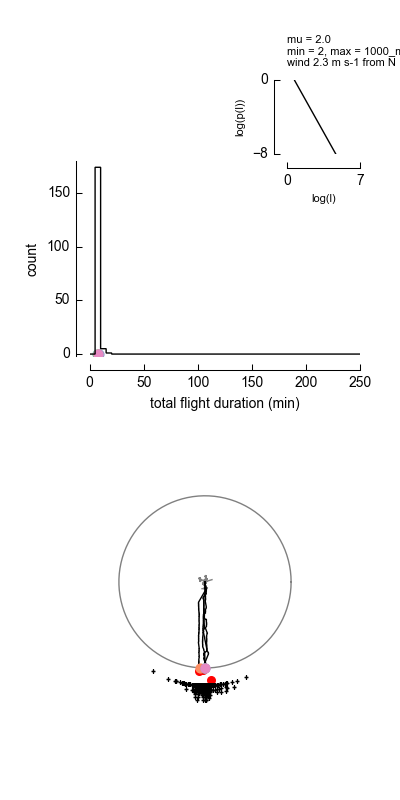 mu = 2.0
min = 2, max = 1000_m
wind 2.3 m s-1 from N
0
log(p(l))
−8
0 7
log(l)
150
100
50
0
count
0 50 100 150 200 250
total flight duration (min)